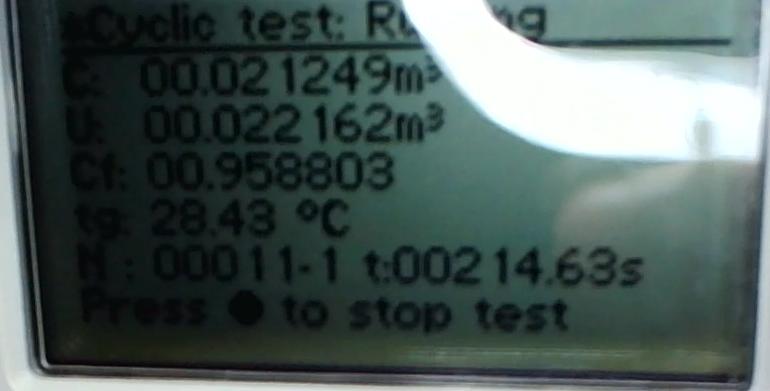 Cyclic test: Running
C: 00.021249m³
U: 00.022162m³
Cf: 00.958803
tg: 28.43 °C
N : 00011-1 t:00214.63s
Press ● to stop test